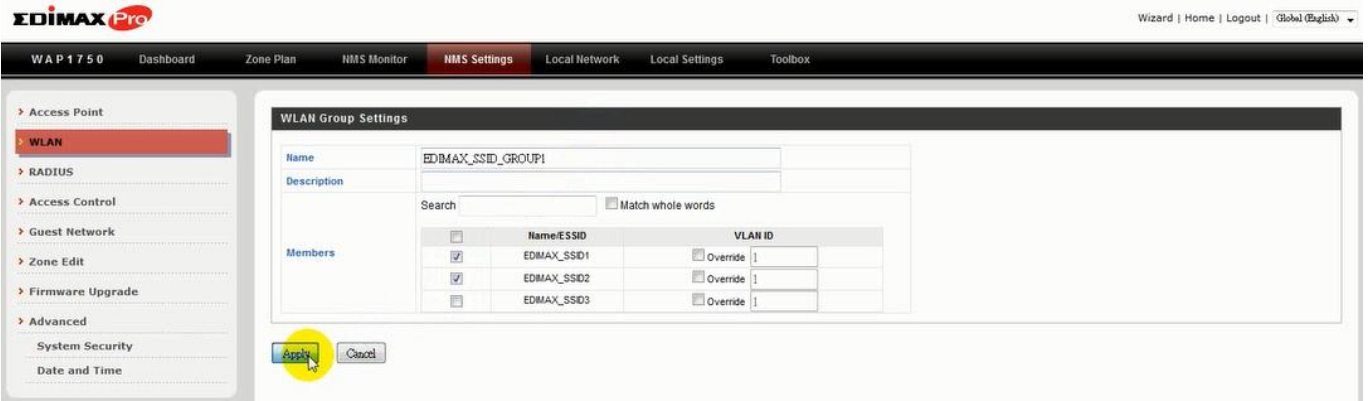 EDIMAX Pro
Wizard | Home | Logout | Global (English)
WAP1750 Dashboard Zone Plan NMS Monitor NMS Settings Local Network Local Settings Toolbox
Access Point
WLAN
RADIUS
Access Control
Guest Network
Zone Edit
Firmware Upgrade
Advanced
System Security
Date and Time
WLAN Group Settings
Name EDIMAX_SSID_GROUP1
Description
Search Match whole words
Members
Name/ESSID VLAN ID
EDIMAX_SSID1 Override 1
EDIMAX_SSID2 Override 1
EDIMAX_SSID3 Override 1
Apply Cancel